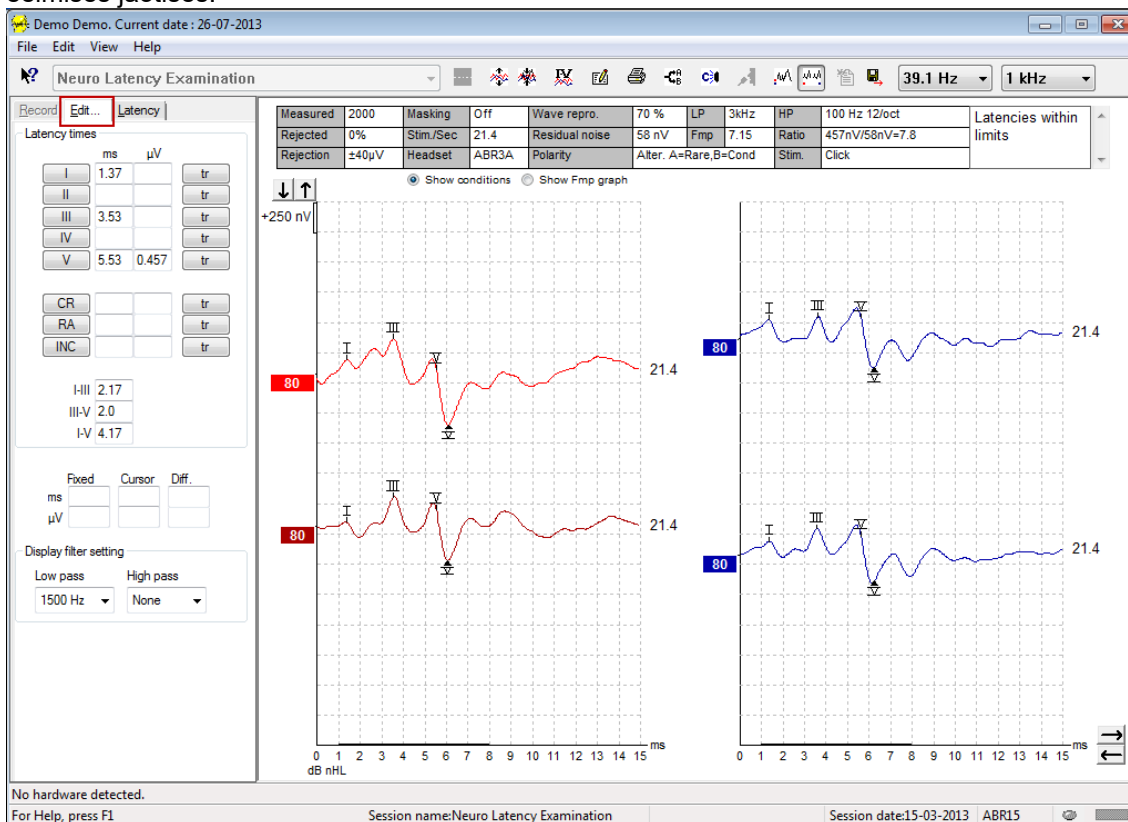 Demo Demo. Current date : 26-07-2013
File Edit View Help
Neuro Latency Examination 39.1 Hz 1 kHz
Record Edit... Latency
Latency times
ms µV
I 1.37 tr
II tr
III 3.53 tr
IV tr
V 5.53 0.457 tr
CR tr
RA tr
INC tr
I-III 2.17
III-V 2.0
I-V 4.17
Fixed Cursor Diff.
ms
µV
Display filter setting
Low pass High pass
1500 Hz None
Measured 2000 Masking Off Wave repro. 70 % LP 3kHz HP 100 Hz 12/oct
Rejected 0% Stim./Sec 21.4 Residual noise 58 nV Fmp 7.15 Ratio 457nV/58nV=7.8
Rejection ±40µV Headset ABR3A Polarity Alter. A=Rare,B=Cond Stim. Click
Latencies within
limits
Show conditions Show Fmp graph
+250 nV
I III V
80 21.4
V
I III V
80 21.4
V
0 1 2 3 4 5 6 7 8 9 10 11 12 13 14 15 ms
dB nHL
I III V
80 21.4
V
I III V
80 21.4
V
0 1 2 3 4 5 6 7 8 9 10 11 12 13 14 15 ms
No hardware detected.
For Help, press F1 Session name:Neuro Latency Examination Session date:15-03-2013 ABR15